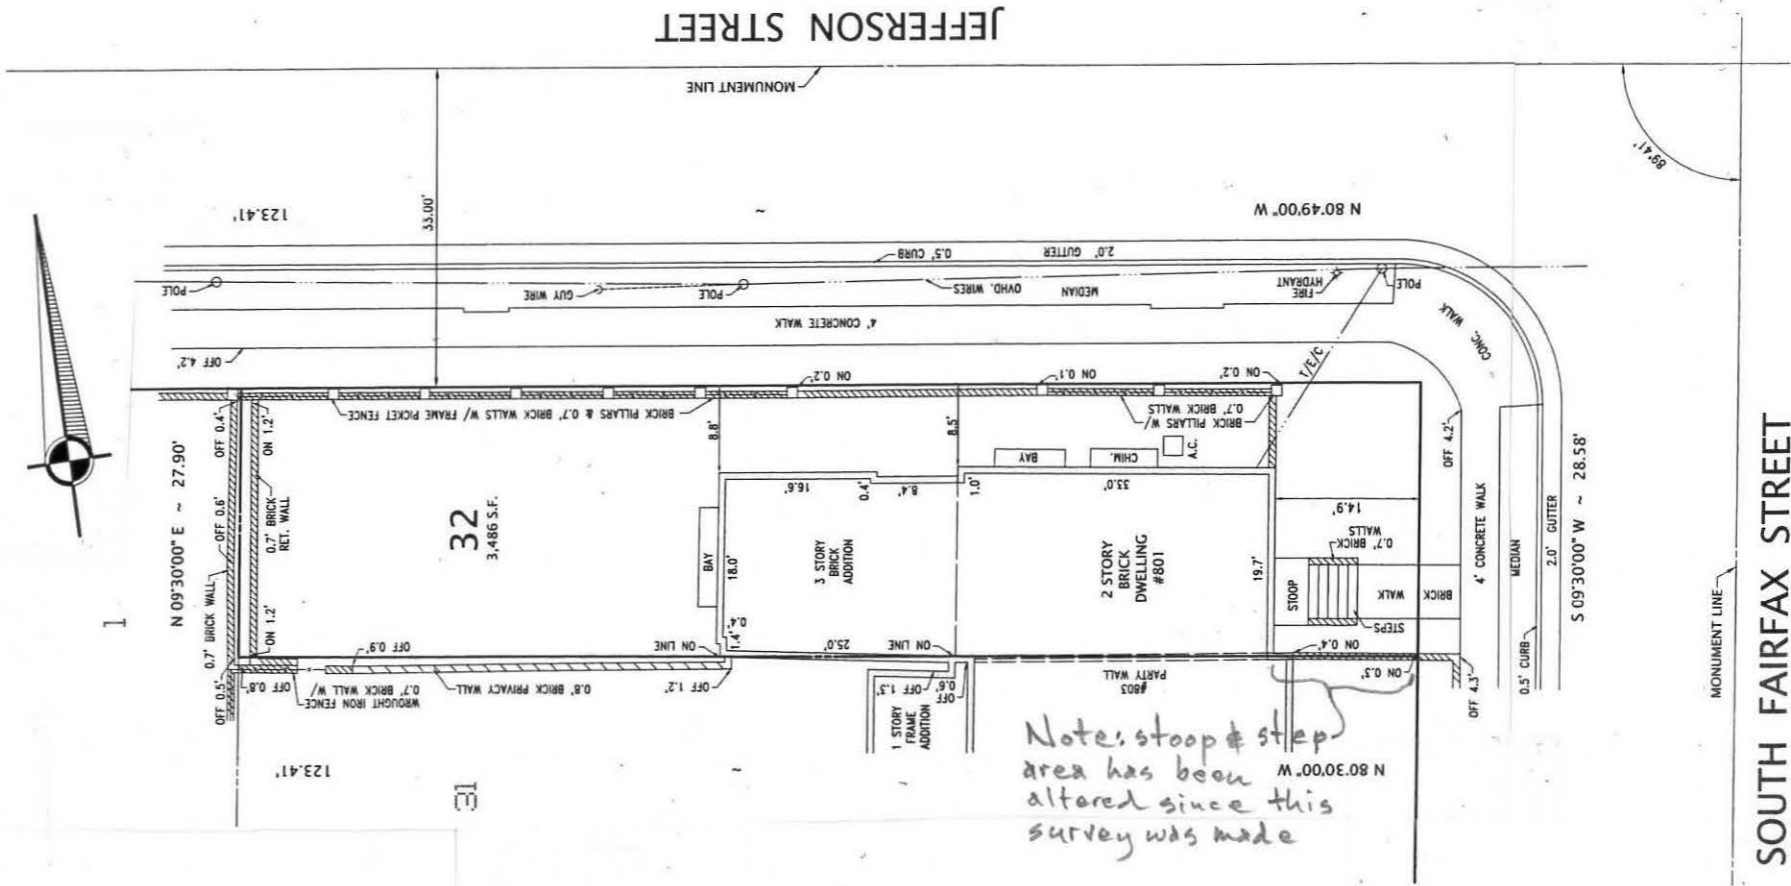 JEFFERSON STREET
MONUMENT LINE
33.00'
89°41'
123.41'
~
N 80°49'00" W
2.0' GUTTER
0.5' CURB
POLE
GUY WIRE
POLE
OVHD. WIRES
MEDIAN
FIRE
HYDRANT
POLE
4' CONCRETE WALK
CONC. WALK
OFF 4.2'
T/E/C
ON 0.2'
ON 0.1'
ON 0.2'
BRICK PILLARS & 0.7' BRICK WALLS W/ FRAME PICKET FENCE
BRICK PILLARS W/
0.7' BRICK WALLS
OFF 0.4'
ON 1.2'
N 09°30'00" E ~ 27.90'
OFF 0.6'
0.7' BRICK WALL
0.7' BRICK
RET. WALL
ON 1.2'
1
32
3,486 S.F.
8.8'
8.5'
BAY
CHIM.
A.C.
16.6'
0.4'
8.4'
1.0'
33.0'
BAY
18.0'
3 STORY
BRICK
ADDITION
2 STORY
BRICK
DWELLING
#801
19.7'
14.9'
0.7' BRICK
WALLS
STOOP
STEPS
BRICK WALK
BRICK
OFF 4.2'
4' CONCRETE WALK
MEDIAN
2.0' GUTTER
0.5' CURB
S 09°30'00" W ~ 28.58'
MONUMENT LINE
SOUTH FAIRFAX STREET
0.4
1.4'
25.0'
ON LINE
ON LINE
OFF 0.9'
ON 0.4'
ON 0.3'
OFF 4.3'
OFF 0.5'
OFF 0.8'
0.7' BRICK WALL W/
WROUGHT IRON FENCE
0.8' BRICK PRIVACY WALL
OFF 1.2'
OFF 1.3'
OFF
0.6'
1 STORY
FRAME
ADDITION
#803
PARTY WALL
123.41'
31
~
N 80°30'00" W
Note: stoop & step
area has been
altered since this
survey was made